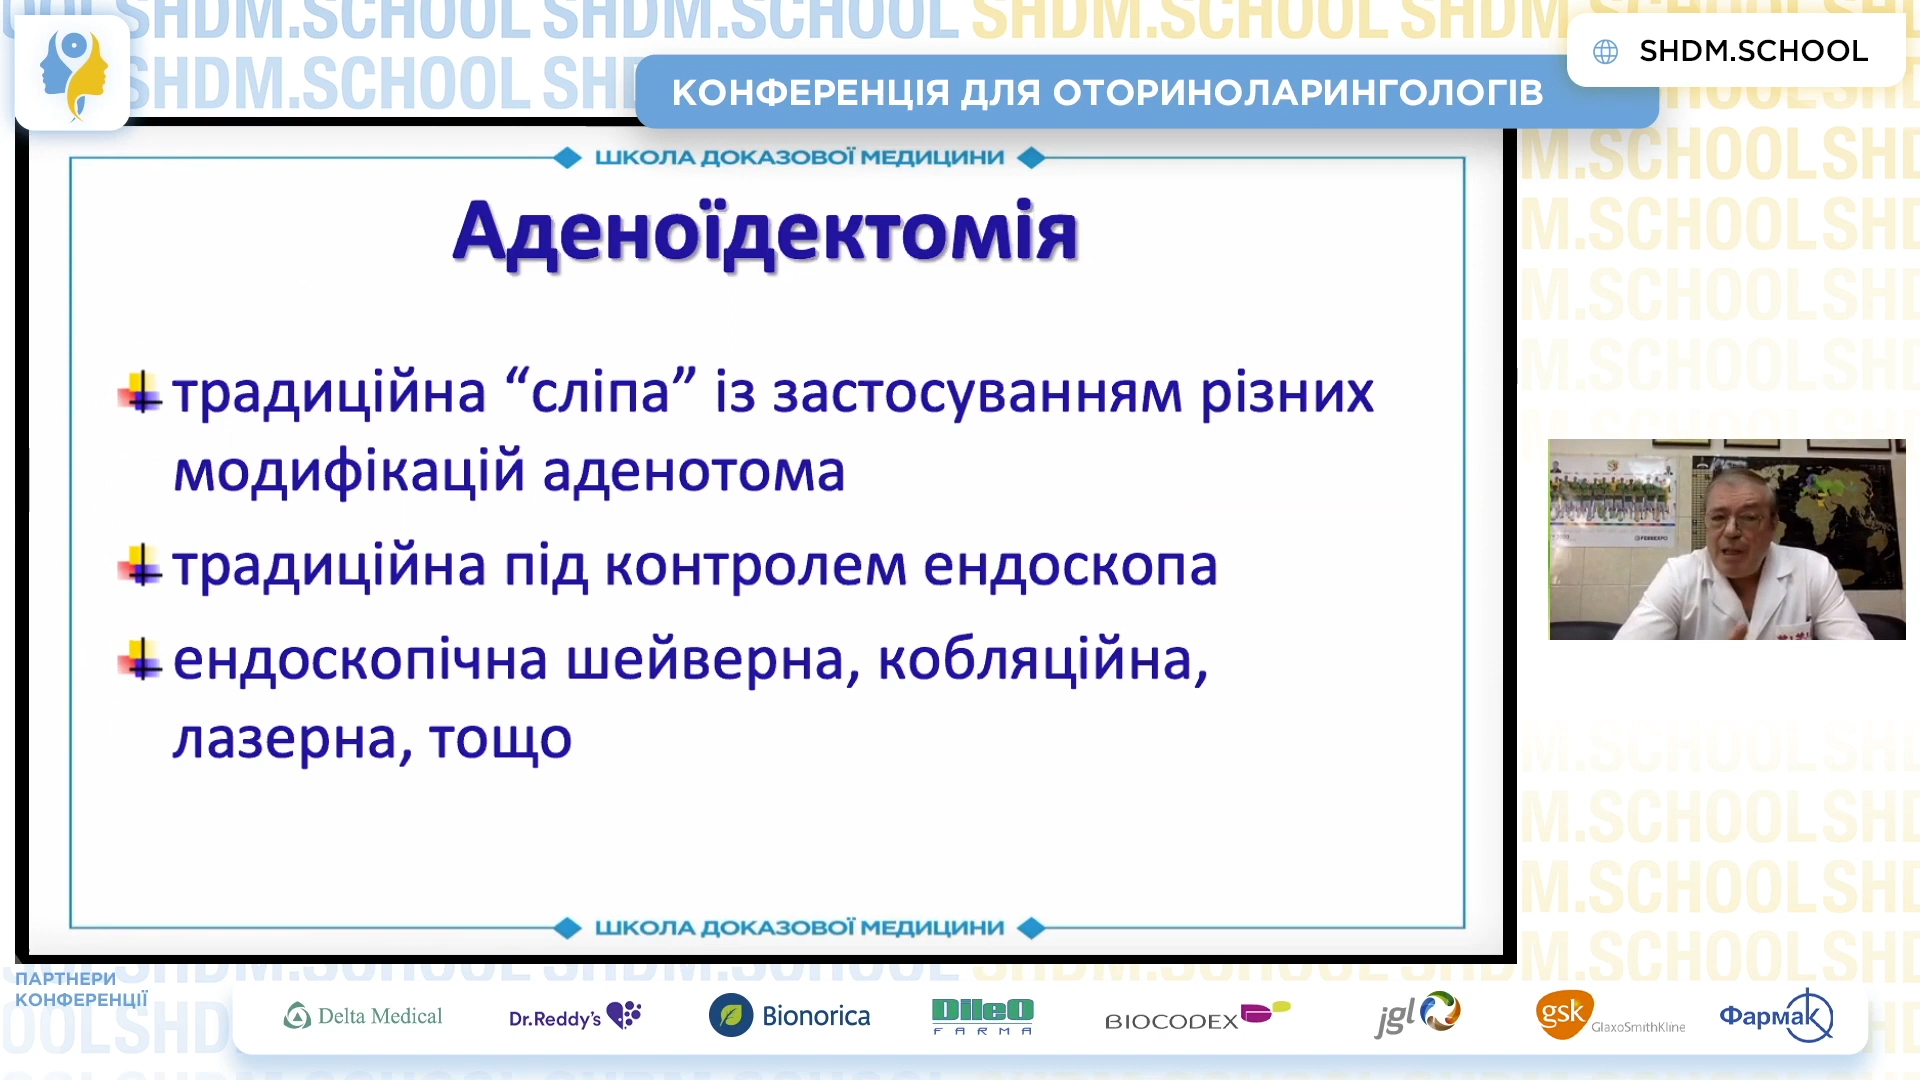 SHDM.SCHOOL SHDM.SCHOOL SHDM.SCHOOL
SHDM.SCHOOL
КОНФЕРЕНЦІЯ ДЛЯ ОТОРИНОЛАРИНГОЛОГІВ
SHDM.SCHOOL
ШКОЛА ДОКАЗОВОЇ МЕДИЦИНИ
Аденоїдектомія
традиційна “сліпа” із застосуванням різних
модифікацій аденотома
традиційна під контролем ендоскопа
ендоскопічна шейверна, кобляційна,
лазерна, тощо
ШКОЛА ДОКАЗОВОЇ МЕДИЦИНИ
FERREXPO
ПАРТНЕРИ
КОНФЕРЕНЦІЇ
Delta Medical
Dr.Reddy's
Bionorica
DileO
FARMA
BIOCODEX
jgl
gsk
GlaxoSmithKline
Фармак